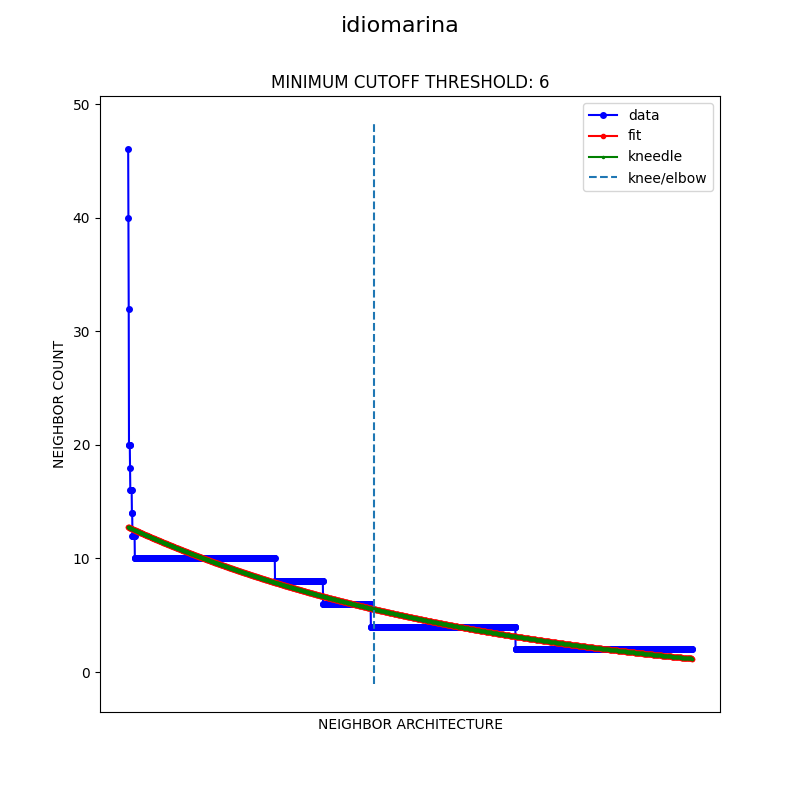 idiomarina
MINIMUM CUTOFF THRESHOLD: 6
data
fit
kneedle
knee/elbow
50
40
30
20
10
0
NEIGHBOR COUNT
NEIGHBOR ARCHITECTURE